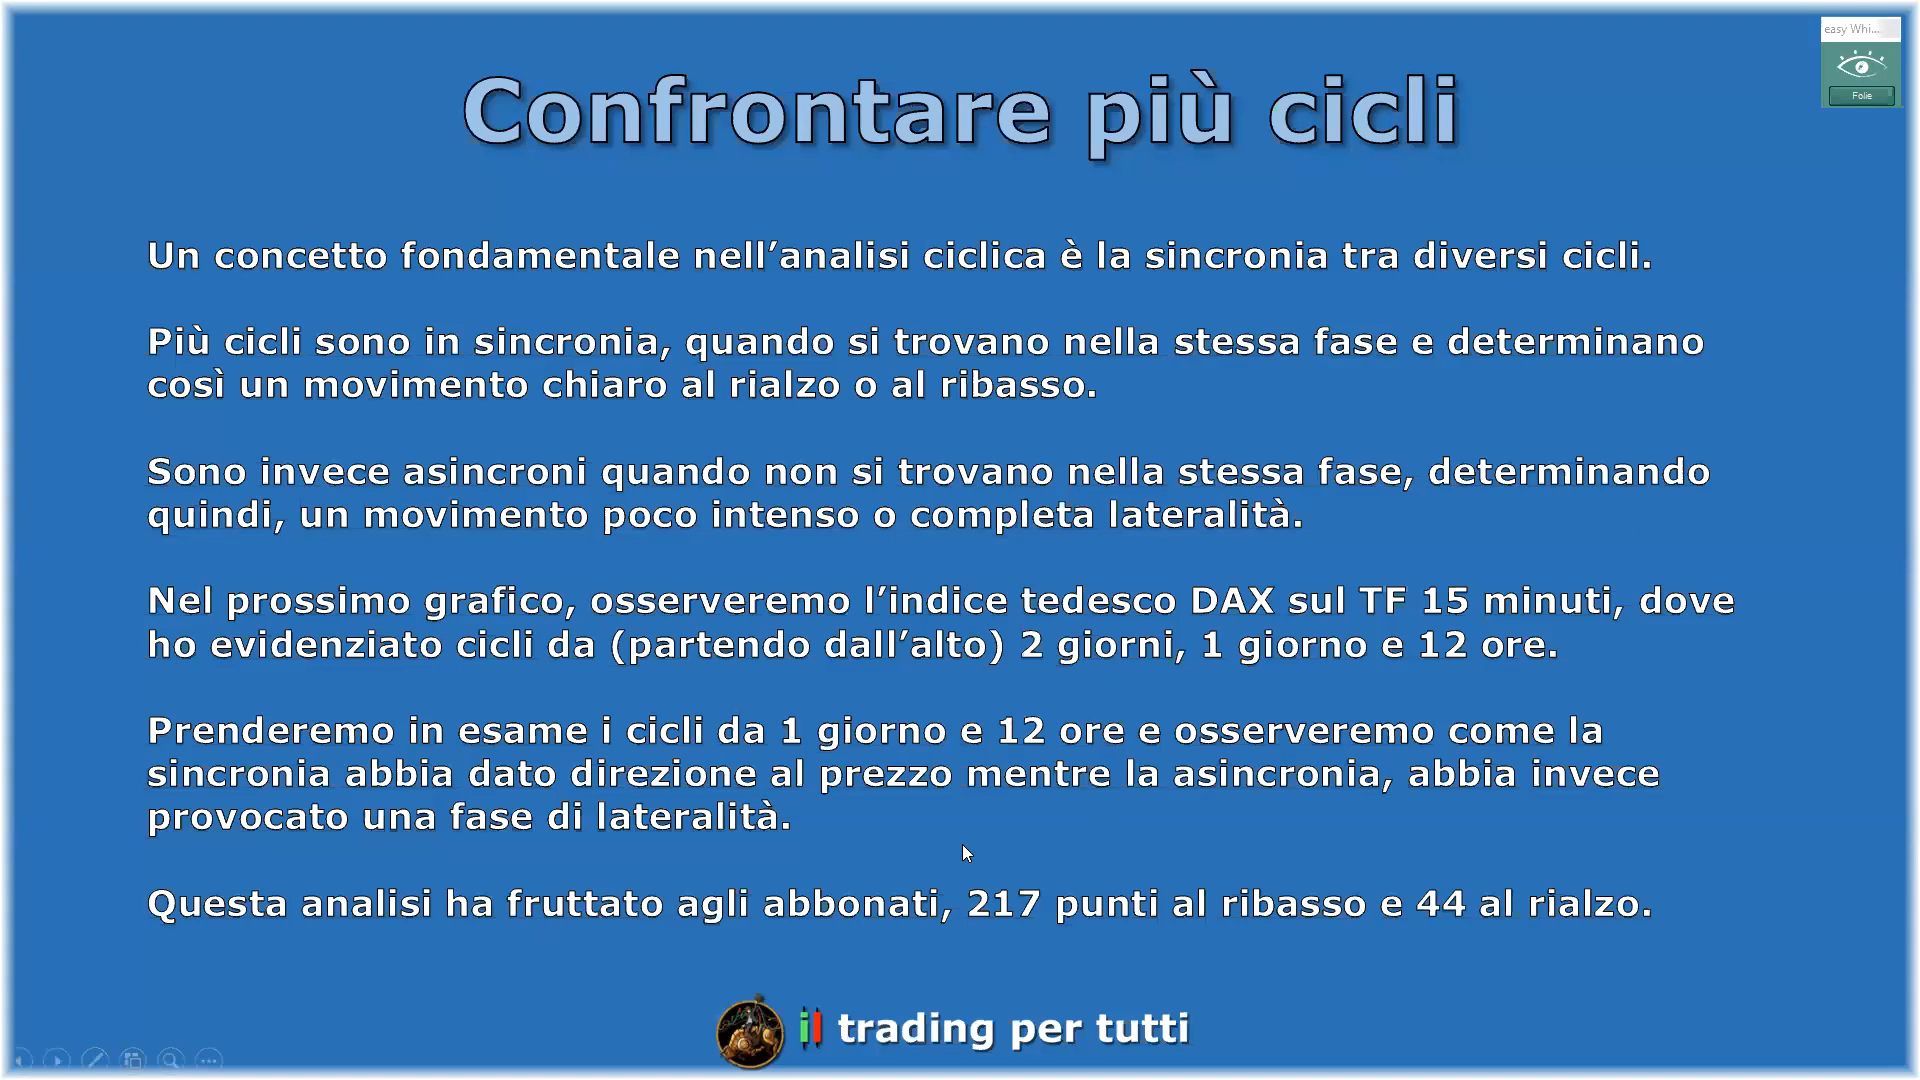 easy Whi...
Folie
Confrontare più cicli
Un concetto fondamentale nell’analisi ciclica è la sincronia tra diversi cicli.
Più cicli sono in sincronia, quando si trovano nella stessa fase e determinano
così un movimento chiaro al rialzo o al ribasso.
Sono invece asincroni quando non si trovano nella stessa fase, determinando
quindi, un movimento poco intenso o completa lateralità.
Nel prossimo grafico, osserveremo l’indice tedesco DAX sul TF 15 minuti, dove
ho evidenziato cicli da (partendo dall’alto) 2 giorni, 1 giorno e 12 ore.
Prenderemo in esame i cicli da 1 giorno e 12 ore e osserveremo come la
sincronia abbia dato direzione al prezzo mentre la asincronia, abbia invece
provocato una fase di lateralità.
Questa analisi ha fruttato agli abbonati, 217 punti al ribasso e 44 al rialzo.
il trading per tutti